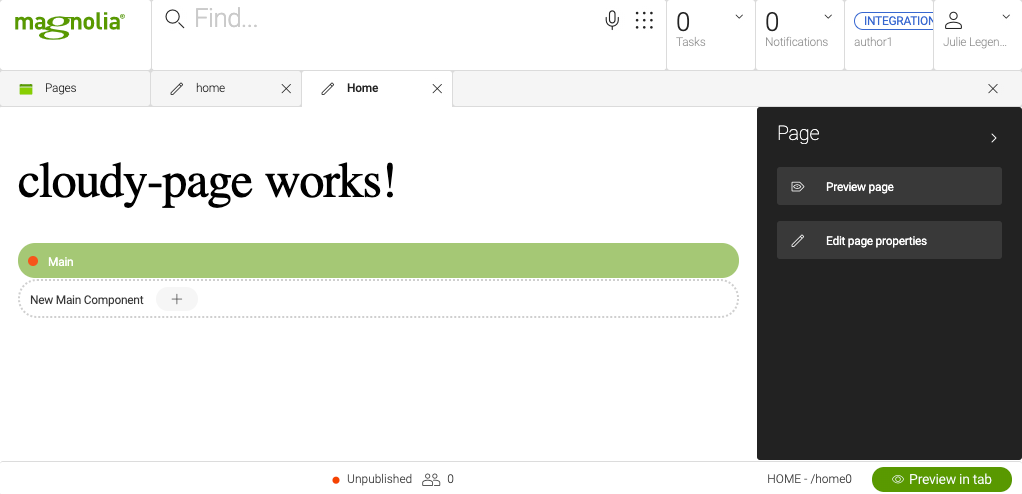 magnolia®
Find...
0
Tasks
0
Notifications
INTEGRATION
author1
Julie Legen...
Pages
home
Home
cloudy-page works!
Page
Preview page
Edit page properties
Main
New Main Component
Unpublished
0
HOME - /home0
Preview in tab